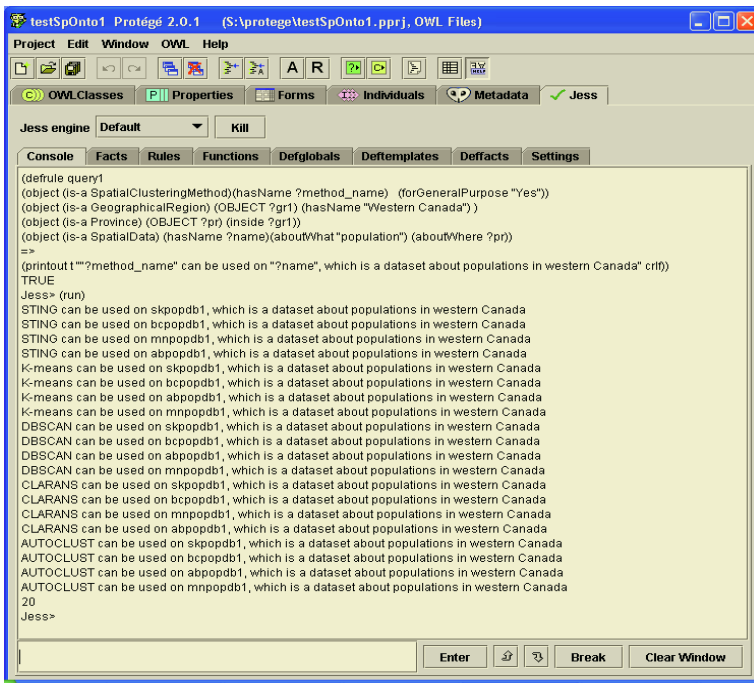 testSpOnto1 Protégé 2.0.1 (S:\protege\testSpOnto1.pprj, OWL Files)
Project Edit Window OWL Help
A R
C OWLClasses P Properties Forms Individuals Metadata Jess
Jess engine Default Kill
Console Facts Rules Functions Defglobals Deftemplates Deffacts Settings
(defrule query1
(object (is-a SpatialClusteringMethod)(hasName ?method_name) (forGeneralPurpose "Yes"))
(object (is-a GeographicalRegion) (OBJECT ?gr1) (hasName "Western Canada") )
(object (is-a Province) (OBJECT ?pr) (inside ?gr1))
(object (is-a SpatialData) (hasName ?name)(aboutWhat "population") (aboutWhere ?pr))
=>
(printout t ""?method_name" can be used on "?name", which is a dataset about populations in western Canada" crlf))
TRUE
Jess> (run)
STING can be used on skpopdb1, which is a dataset about populations in western Canada
STING can be used on bcpopdb1, which is a dataset about populations in western Canada
STING can be used on mnpopdb1, which is a dataset about populations in western Canada
STING can be used on abpopdb1, which is a dataset about populations in western Canada
K-means can be used on skpopdb1, which is a dataset about populations in western Canada
K-means can be used on bcpopdb1, which is a dataset about populations in western Canada
K-means can be used on abpopdb1, which is a dataset about populations in western Canada
K-means can be used on mnpopdb1, which is a dataset about populations in western Canada
DBSCAN can be used on skpopdb1, which is a dataset about populations in western Canada
DBSCAN can be used on bcpopdb1, which is a dataset about populations in western Canada
DBSCAN can be used on abpopdb1, which is a dataset about populations in western Canada
DBSCAN can be used on mnpopdb1, which is a dataset about populations in western Canada
CLARANS can be used on skpopdb1, which is a dataset about populations in western Canada
CLARANS can be used on bcpopdb1, which is a dataset about populations in western Canada
CLARANS can be used on mnpopdb1, which is a dataset about populations in western Canada
CLARANS can be used on abpopdb1, which is a dataset about populations in western Canada
AUTOCLUST can be used on skpopdb1, which is a dataset about populations in western Canada
AUTOCLUST can be used on bcpopdb1, which is a dataset about populations in western Canada
AUTOCLUST can be used on abpopdb1, which is a dataset about populations in western Canada
AUTOCLUST can be used on mnpopdb1, which is a dataset about populations in western Canada
20
Jess>
Enter Break Clear Window